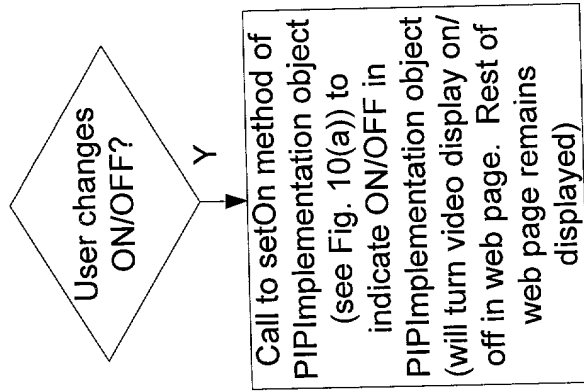 User changes
ON/OFF?
Y
Call to setOn method of
PIPImplementation object
(see Fig. 10(a)) to
indicate ON/OFF in
PIPImplementation object
(will turn video display on/
off in web page. Rest of
web page remains
displayed)